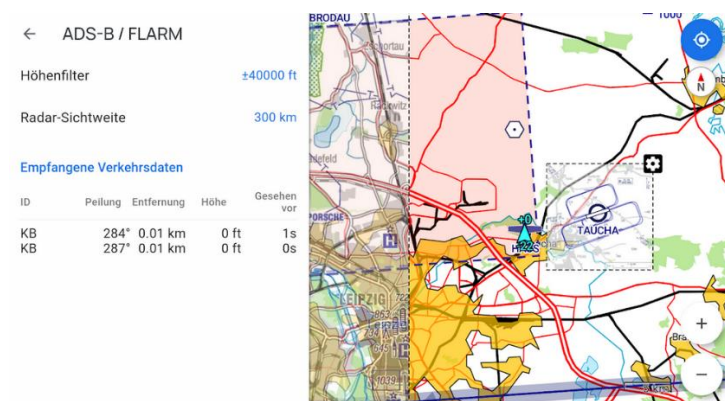 ← ADS-B / FLARM
Höhenfilter ±40000 ft
Radar-Sichtweite 300 km
Empfangene Verkehrsdaten
ID Peilung Entfernung Höhe Gesehen vor
KB 284° 0.01 km 0 ft 1s
KB 287° 0.01 km 0 ft 0s
BRODAU
1000
N
TAUCHA
+0
PORSCHE
H
LEIPZIG
H
1039
+
−